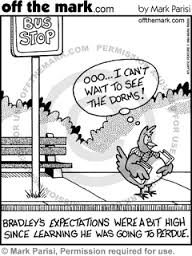 off the mark.com by Mark Parisi
offthemark.com
BUS
STOP
OOO...I CAN'T
WAIT TO SEE
THE DORMS!
BRADLEY'S EXPECTATIONS WERE A BIT HIGH
SINCE LEARNING HE WAS GOING TO PERDUE.
© Mark Parisi, Permission required for use.